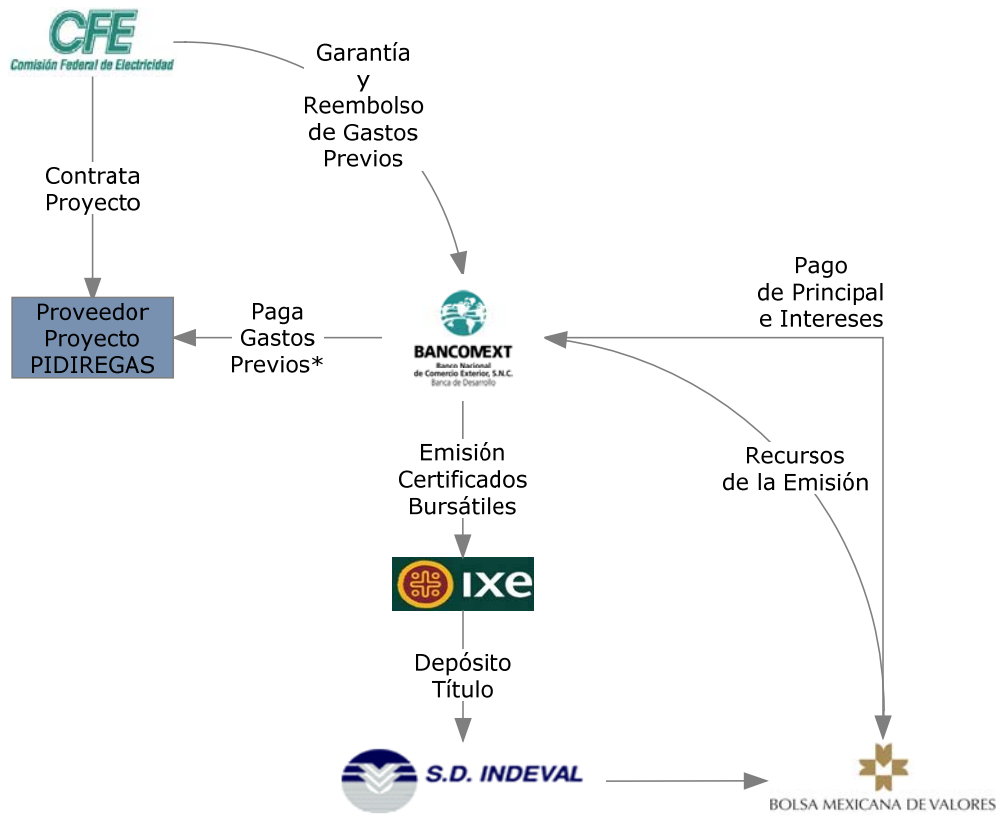 CFE
Comisión Federal de Electricidad
Garantía
y
Reembolso
de Gastos
Previos
Contrata
Proyecto
Pago
de Principal
e Intereses
Proveedor
Proyecto
PIDIREGAS
Paga
Gastos
Previos*
BANCOMEXT
Banco Nacional
de Comercio Exterior, S.N.C.
Banca de Desarrollo
Emisión
Certificados
Bursátiles
Recursos
de la Emisión
ixe
Depósito
Título
S.D. INDEVAL
BOLSA MEXICANA DE VALORES